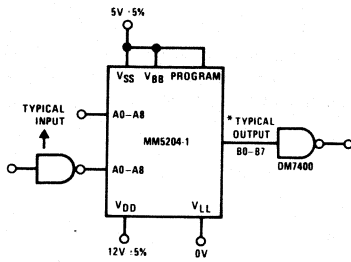 5V ·5%
VSS VBB PROGRAM
TYPICAL
INPUT
A0–A8
MM5204-1
* TYPICAL
OUTPUT
B0–B7
DM7400
A0–A8
VDD VLL
12V ±5% 0V